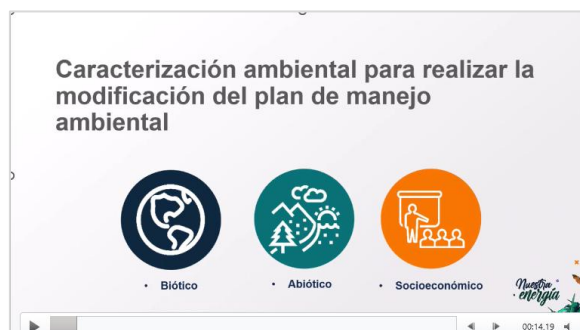 Caracterización ambiental para realizar la
modificación del plan de manejo
ambiental
• Biótico
• Abiótico
• Socioeconómico
Nuestra
energía
00:14.19